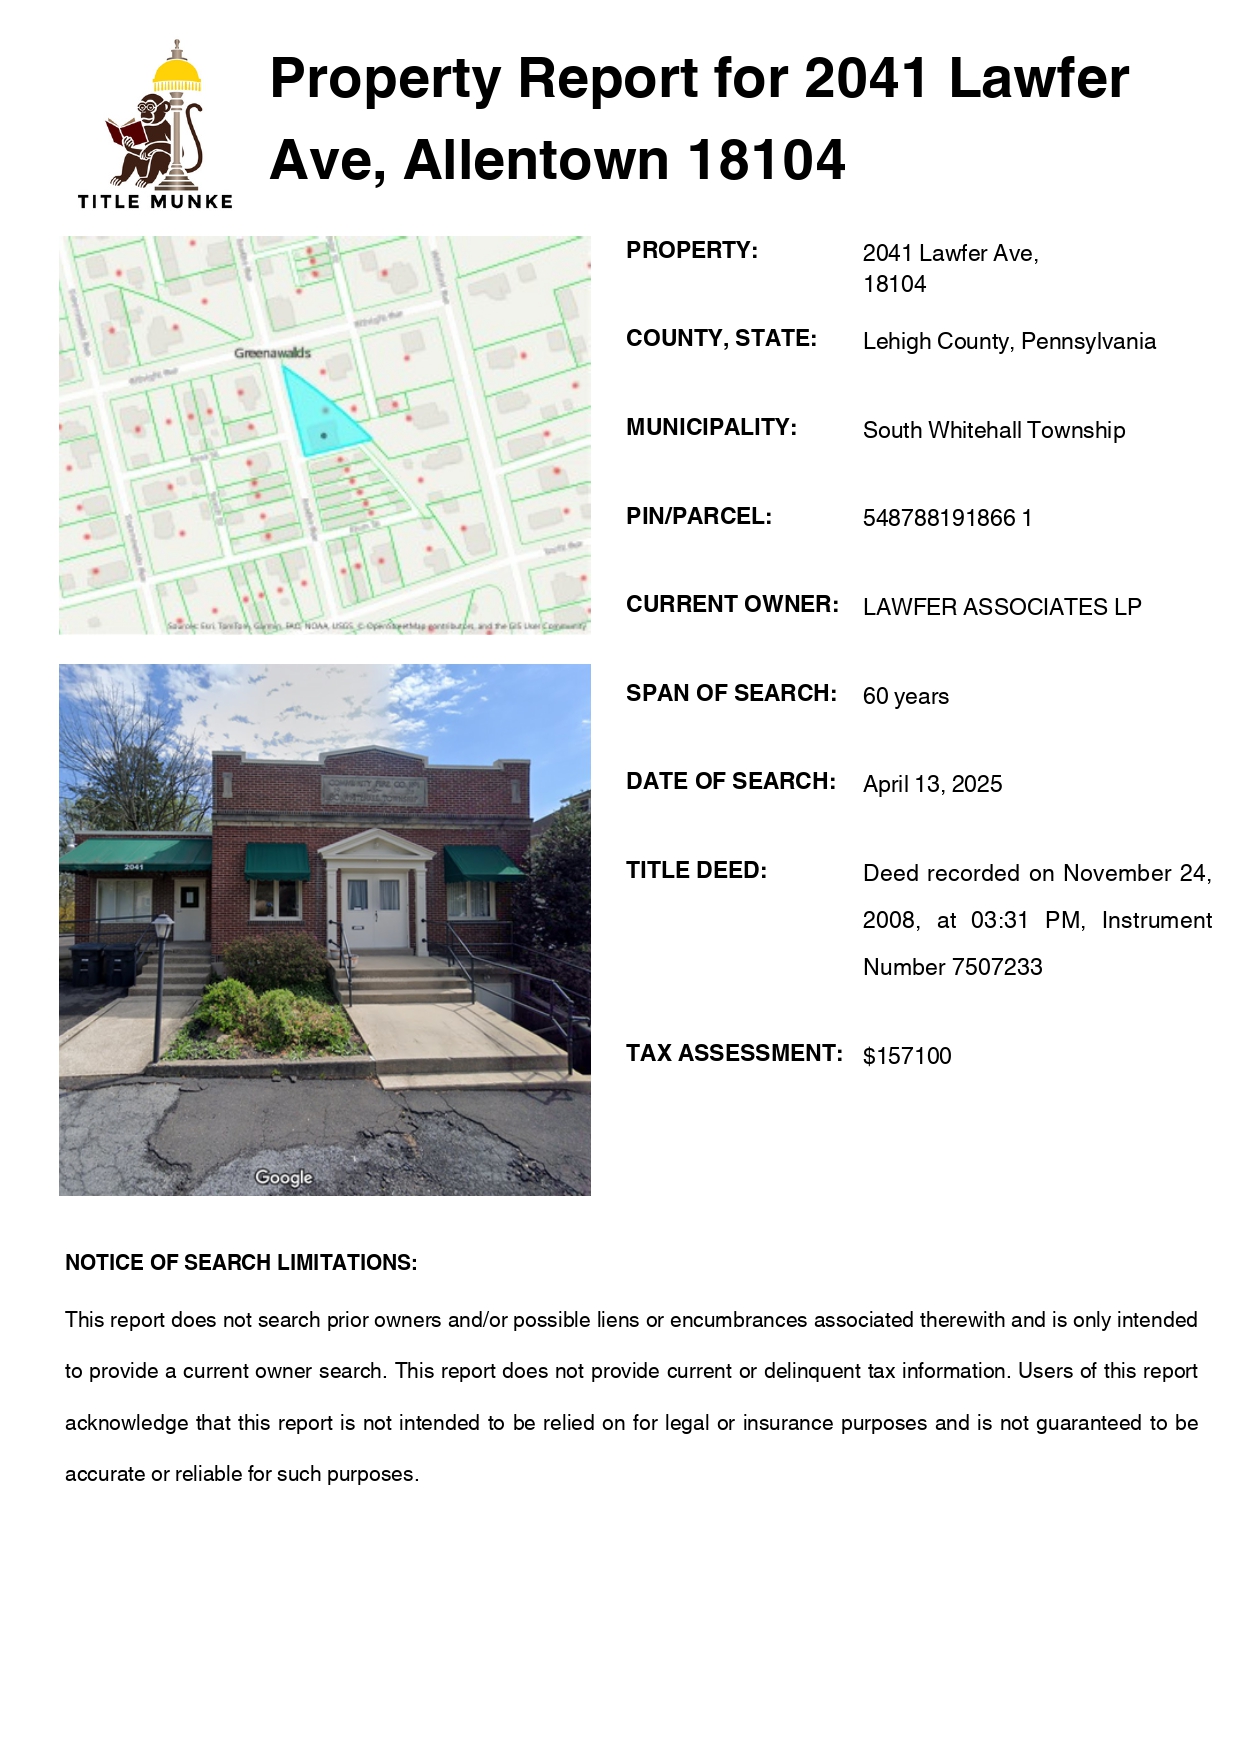 Property Report for 2041 Lawfer
Ave, Allentown 18104
TITLE MUNKE
Greenawalds
Sources: Esri, TomTom, Garmin, FAO, NOAA, USGS, © OpenStreetMap contributors, and the GIS User Community
PROPERTY:
2041 Lawfer Ave,
18104
COUNTY, STATE:
Lehigh County, Pennsylvania
MUNICIPALITY:
South Whitehall Township
PIN/PARCEL:
548788191866 1
CURRENT OWNER:
LAWFER ASSOCIATES LP
SPAN OF SEARCH:
60 years
DATE OF SEARCH:
April 13, 2025
TITLE DEED:
Deed recorded on November 24,
2008, at 03:31 PM, Instrument
Number 7507233
TAX ASSESSMENT:
$157100
COMMUNITY FIRE CO. No. 1
2041
Google
NOTICE OF SEARCH LIMITATIONS:
This report does not search prior owners and/or possible liens or encumbrances associated therewith and is only intended
to provide a current owner search. This report does not provide current or delinquent tax information. Users of this report
acknowledge that this report is not intended to be relied on for legal or insurance purposes and is not guaranteed to be
accurate or reliable for such purposes.